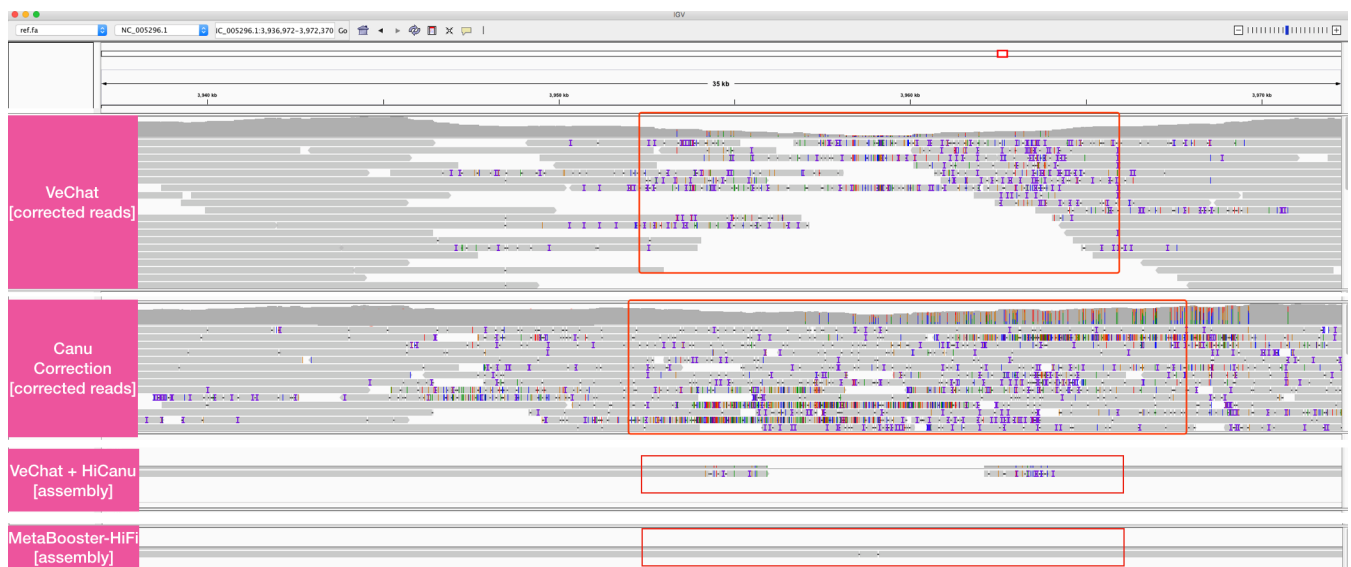 IGV
ref.fa NC_005296.1 IC_005296.1:3,936,972-3,972,370 Go
35 kb
3,940 kb 3,950 kb 3,960 kb 3,970 kb
VeChat
[corrected reads]
Canu
Correction
[corrected reads]
VeChat + HiCanu
[assembly]
MetaBooster-HiFi
[assembly]